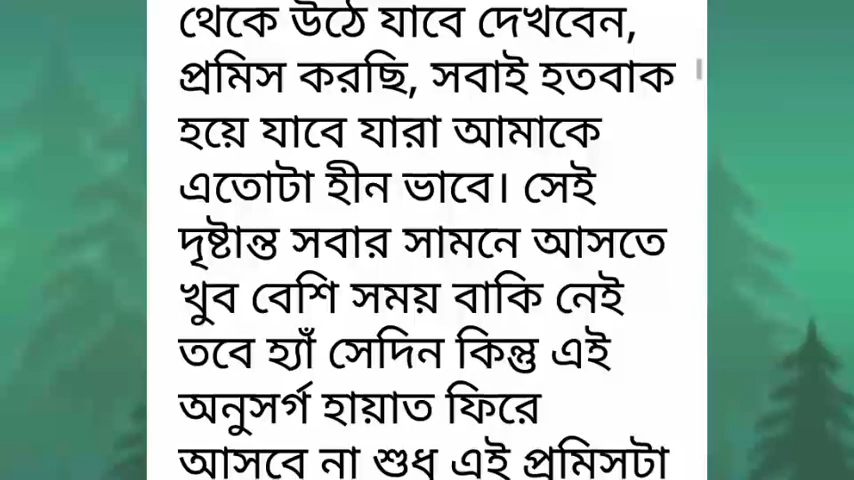 থেকে উঠে যাবে দেখবেন,
প্রমিস করছি, সবাই হতবাক
হয়ে যাবে যারা আমাকে
এতোটা হীন ভাবে। সেই
দৃষ্টান্ত সবার সামনে আসতে
খুব বেশি সময় বাকি নেই
তবে হ্যাঁ সেদিন কিন্তু এই
অনুসর্গ হায়াত ফিরে
আসবে না শুধু এই প্রমিসটা